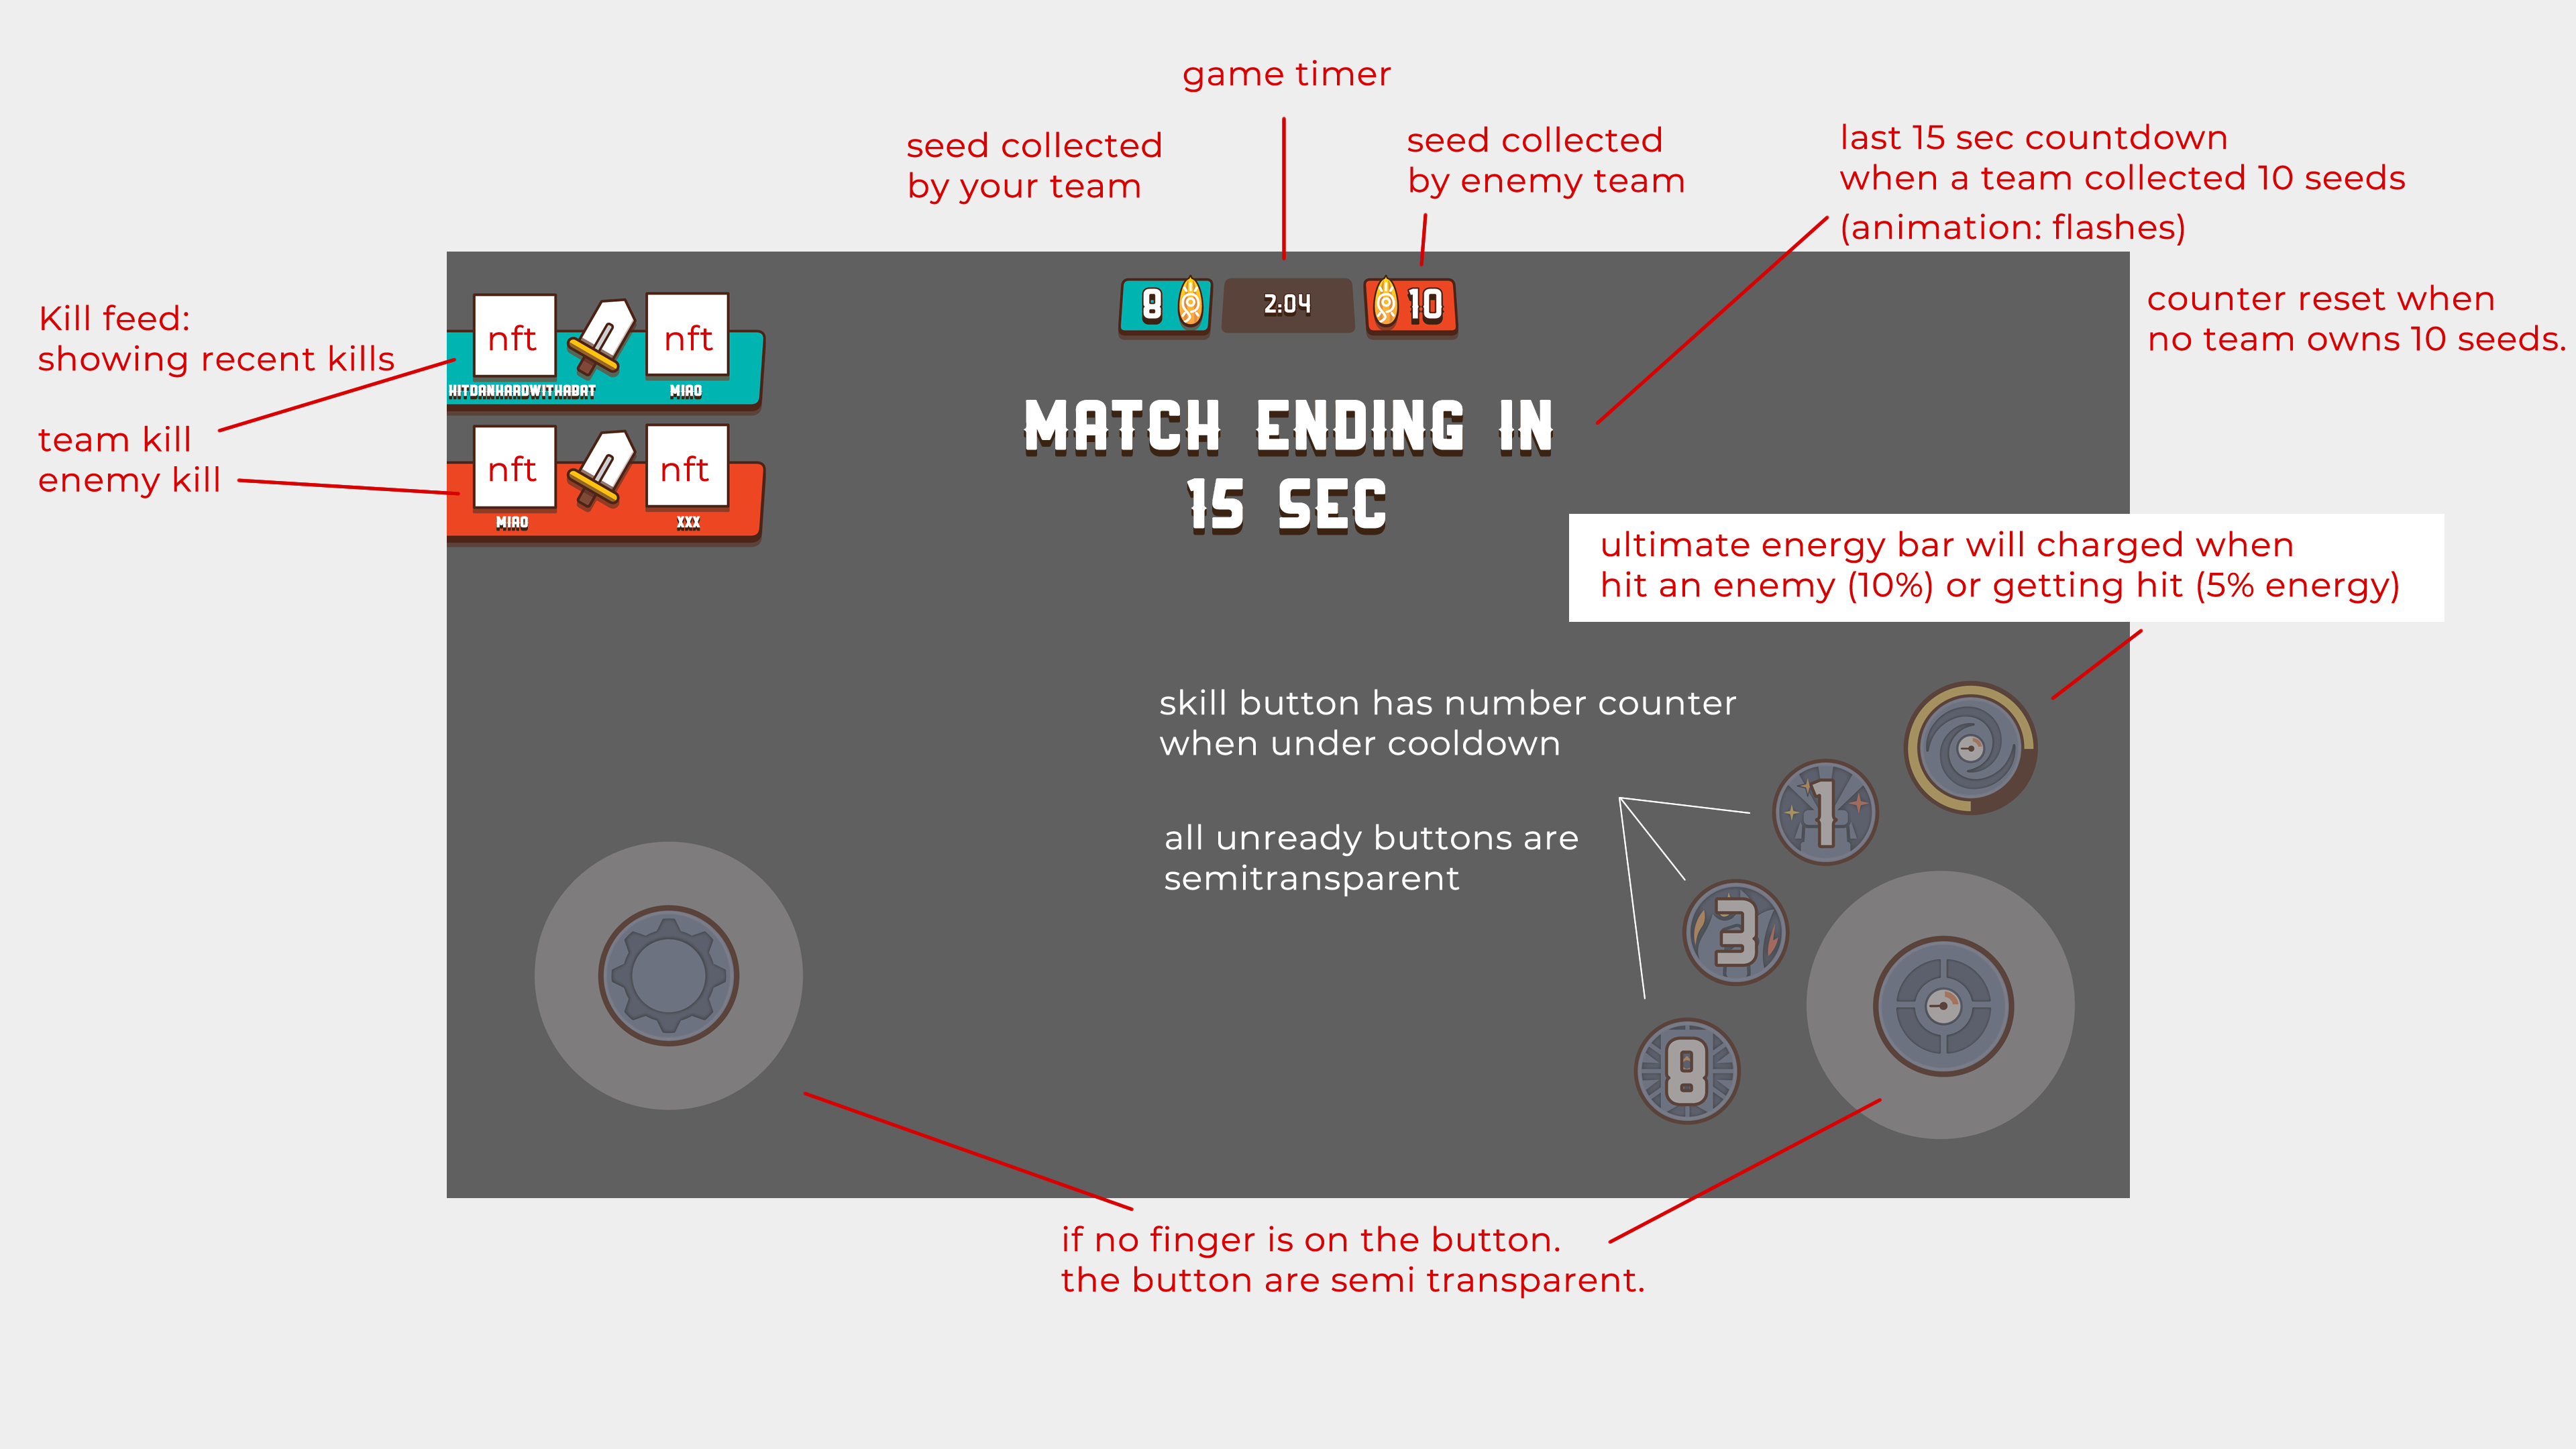 game timer
seed collected
by your team
seed collected
by enemy team
last 15 sec countdown
when a team collected 10 seeds
(animation: flashes)
counter reset when
no team owns 10 seeds.
Kill feed:
showing recent kills
team kill
enemy kill
nft
nft
HITDANHARDWITHABAT
MIAO
nft
nft
MIAO
XXX
8
2:04
10
MATCH ENDING IN
15 SEC
ultimate energy bar will charged when
hit an enemy (10%) or getting hit (5% energy)
skill button has number counter
when under cooldown
all unready buttons are
semitransparent
1
3
8
if no finger is on the button.
the button are semi transparent.